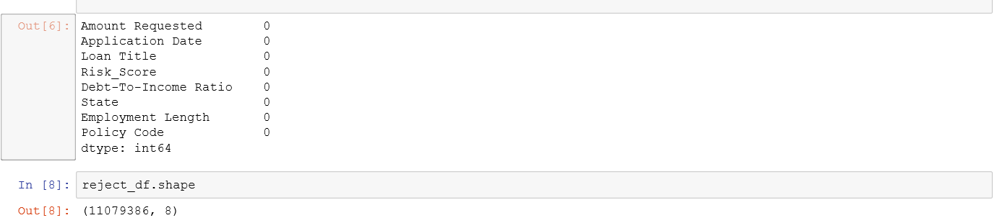 Out[6]: Amount Requested 0
Application Date 0
Loan Title 0
Risk_Score 0
Debt-To-Income Ratio 0
State 0
Employment Length 0
Policy Code 0
dtype: int64
In [8]: reject_df.shape
Out[8]: (11079386, 8)